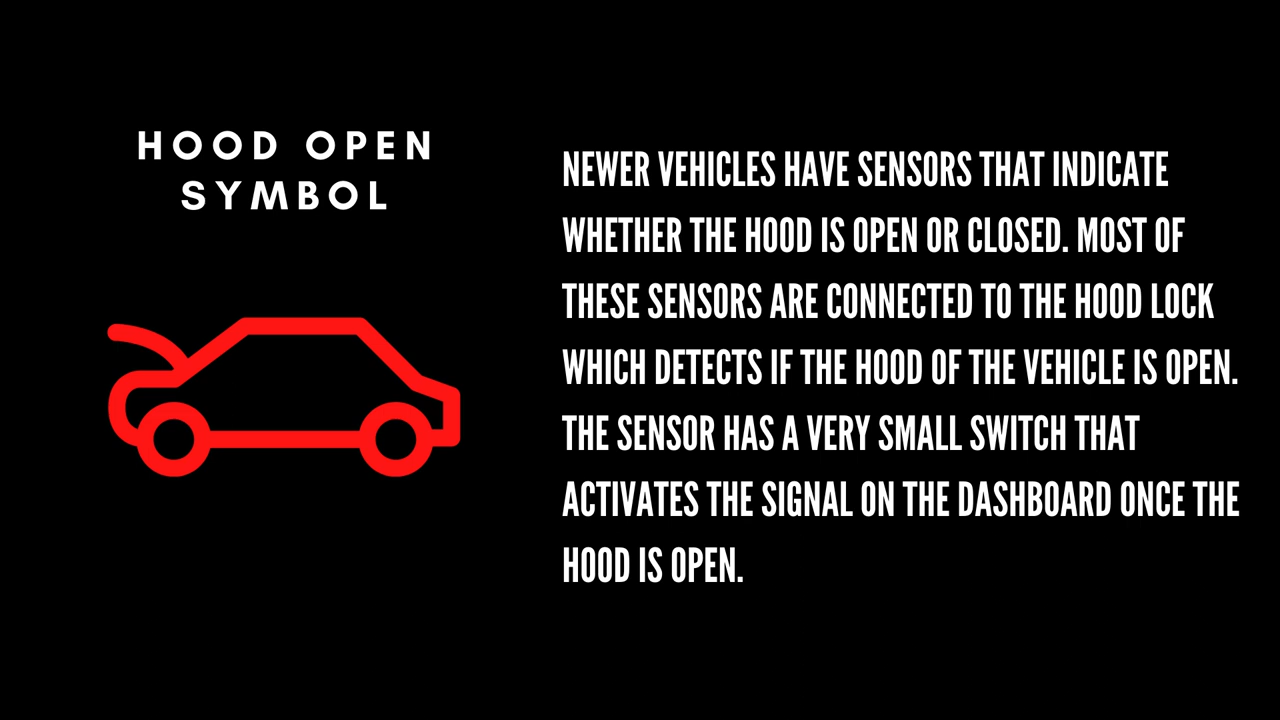 HOOD OPEN
SYMBOL
NEWER VEHICLES HAVE SENSORS THAT INDICATE
WHETHER THE HOOD IS OPEN OR CLOSED. MOST OF
THESE SENSORS ARE CONNECTED TO THE HOOD LOCK
WHICH DETECTS IF THE HOOD OF THE VEHICLE IS OPEN.
THE SENSOR HAS A VERY SMALL SWITCH THAT
ACTIVATES THE SIGNAL ON THE DASHBOARD ONCE THE
HOOD IS OPEN.